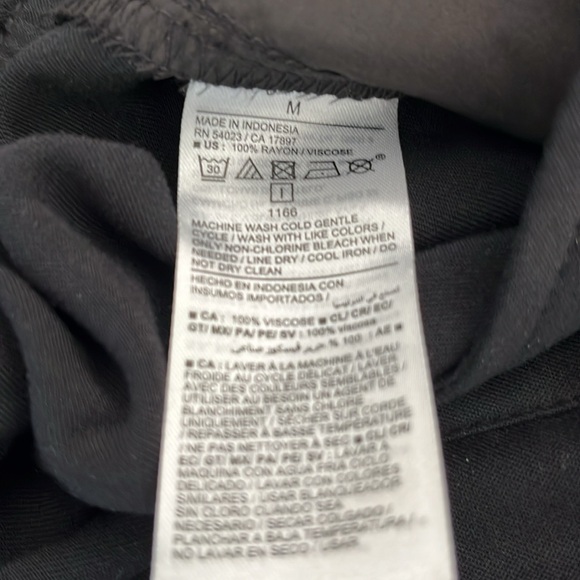 M
MADE IN INDONESIA
RN 54023 / CA 17897
■ US : 100% RAYON / VISCOSE
30
I
1166
MACHINE WASH COLD GENTLE
CYCLE / WASH WITH LIKE COLORS /
ONLY NON-CHLORINE BLEACH WHEN
NEEDED / LINE DRY / COOL IRON / DO
NOT DRY CLEAN
HECHO EN INDONESIA CON
INSUMOS IMPORTADOS /
■ CA : 100% VISCOSE ■ CL/ CR/ EC/
GT/ MX/ PA/ PE/ SV : 100% viscosa
■ AE : 100 %
■ CA : LAVER À LA MACHINE À L'EAU
FROIDE AU CYCLE DÉLICAT / LAVER
AVEC DES COULEURS SEMBLABLES /
UTILISER AU BESOIN UN AGENT DE
BLANCHIMENT SANS CHLORE
UNIQUEMENT / SÉCHER SUR CORDE
/ REPASSER À BASSE TEMPÉRATURE
/ NE PAS NETTOYER À SEC ■ CL/ CR/
EC/ GT/ MX/ PA/ PE/ SV : LAVAR A
MAQUINA CON AGUA FRIA CICLO
DELICADO / LAVAR CON COLORES
SIMILARES / USAR BLANQUEADOR
SIN CLORO CUANDO SEA
NECESARIO / SECAR COLGADO /
PLANCHAR A BAJA TEMPERATURA /
NO LAVAR EN SECO / USAR